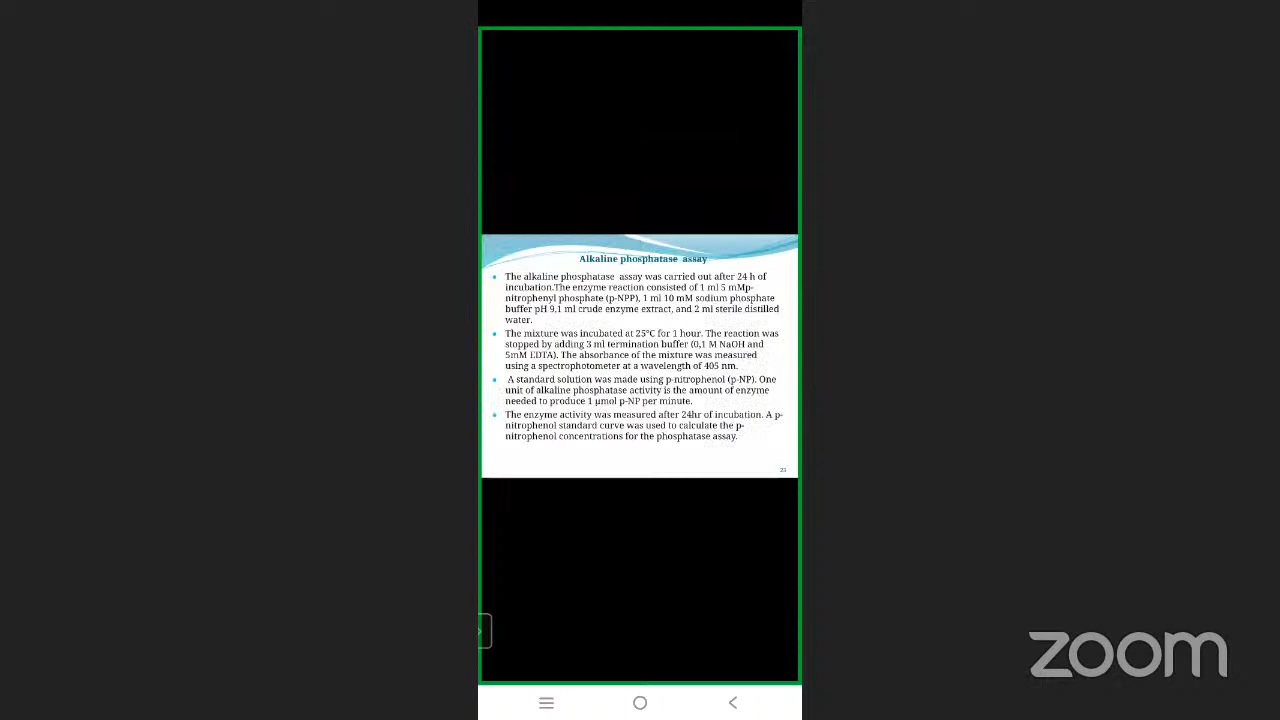 Alkaline phosphatase assay
• The alkaline phosphatase assay was carried out after 24 h of
incubation.The enzyme reaction consisted of 1 ml 5 mMp-
nitrophenyl phosphate (p-NPP), 1 ml 10 mM sodium phosphate
buffer pH 9,1 ml crude enzyme extract, and 2 ml sterile distilled
water.
• The mixture was incubated at 25°C for 1 hour. The reaction was
stopped by adding 3 ml termination buffer (0,1 M NaOH and
5mM EDTA). The absorbance of the mixture was measured
using a spectrophotometer at a wavelength of 405 nm.
• A standard solution was made using p-nitrophenol (p-NP). One
unit of alkaline phosphatase activity is the amount of enzyme
needed to produce 1 µmol p-NP per minute.
• The enzyme activity was measured after 24hr of incubation. A p-
nitrophenol standard curve was used to calculate the p-
nitrophenol concentrations for the phosphatase assay.
23
zoom